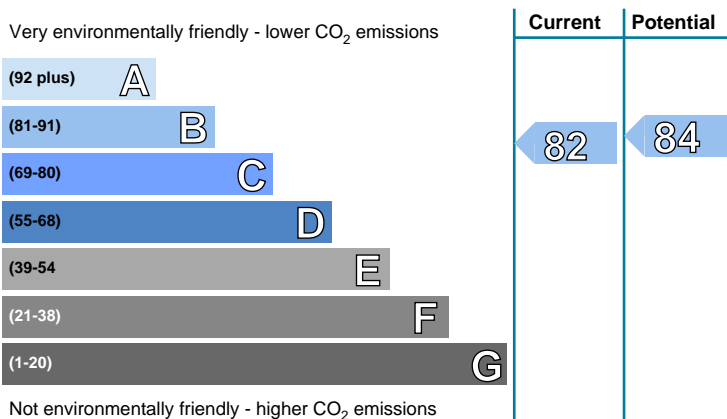 Very environmentally friendly - lower CO2 emissions
Current
Potential
(92 plus) A
(81-91) B
(69-80) C
(55-68) D
(39-54 E
(21-38) F
(1-20) G
82
84
Not environmentally friendly - higher CO2 emissions